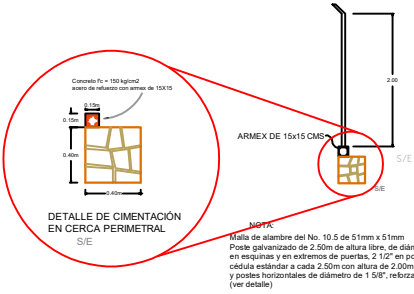 Concreto f'c = 150 kg/cm2
acero de refuerzo con armex de 15X15
0.15m
0.15m
0.40m
0.40m
DETALLE DE CIMENTACIÓN
EN CERCA PERIMETRAL
S/E
2.00
ARMEX DE 15x15 CMS
S/E
S/E
NOTA:
Malla de alambre del No. 10.5 de 51mm x 51mm
Poste galvanizado de 2.50m de altura libre, de diám
en esquinas y en extremos de puertas, 2 1/2" en po
cédula estándar a cada 2.50m con altura de 2.00m
y postes horizontales de diámetro de 1 5/8", reforza
(ver detalle)